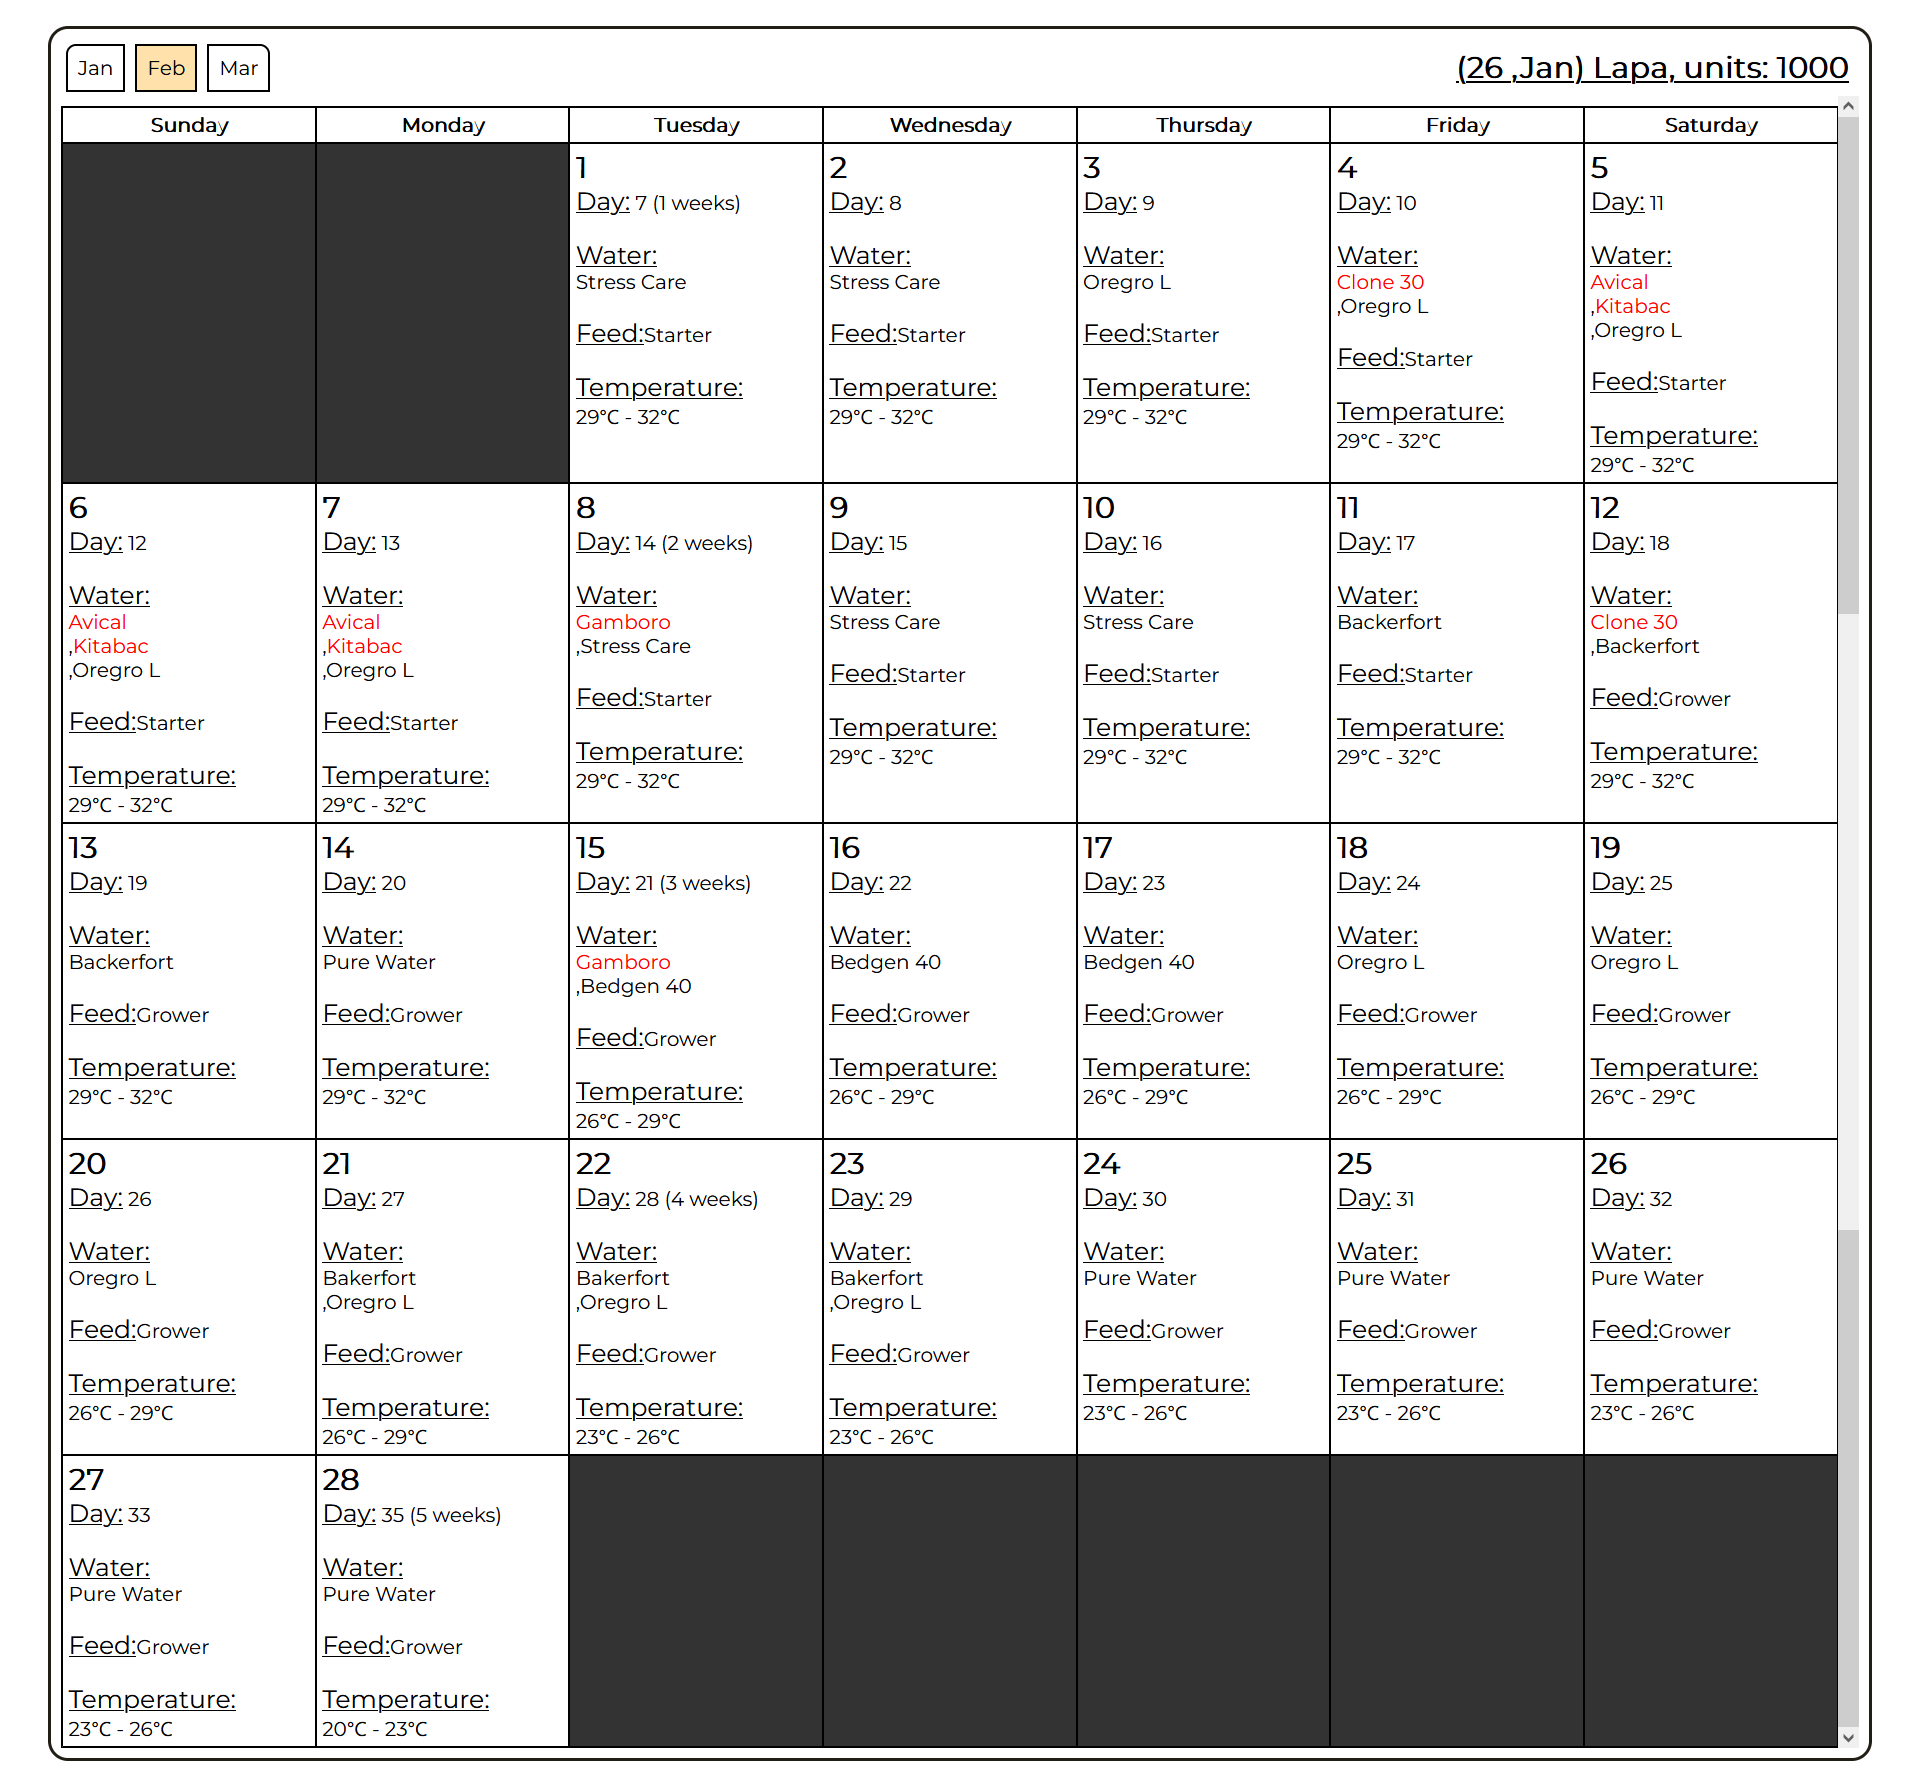 Jan
Feb
Mar
(26 ,Jan) Lapa, units: 1000
Sunday
Monday
Tuesday
Wednesday
Thursday
Friday
Saturday
1
Day: 7 (1 weeks)
Water:
Stress Care
Feed:Starter
Temperature:
29°C - 32°C
2
Day: 8
Water:
Stress Care
Feed:Starter
Temperature:
29°C - 32°C
3
Day: 9
Water:
Oregro L
Feed:Starter
Temperature:
29°C - 32°C
4
Day: 10
Water:
Clone 30
,Oregro L
Feed:Starter
Temperature:
29°C - 32°C
5
Day: 11
Water:
Avical
,Kitabac
,Oregro L
Feed:Starter
Temperature:
29°C - 32°C
6
Day: 12
Water:
Avical
,Kitabac
,Oregro L
Feed:Starter
Temperature:
29°C - 32°C
7
Day: 13
Water:
Avical
,Kitabac
,Oregro L
Feed:Starter
Temperature:
29°C - 32°C
8
Day: 14 (2 weeks)
Water:
Gamboro
,Stress Care
Feed:Starter
Temperature:
29°C - 32°C
9
Day: 15
Water:
Stress Care
Feed:Starter
Temperature:
29°C - 32°C
10
Day: 16
Water:
Stress Care
Feed:Starter
Temperature:
29°C - 32°C
11
Day: 17
Water:
Backerfort
Feed:Starter
Temperature:
29°C - 32°C
12
Day: 18
Water:
Clone 30
,Backerfort
Feed:Grower
Temperature:
29°C - 32°C
13
Day: 19
Water:
Backerfort
Feed:Grower
Temperature:
29°C - 32°C
14
Day: 20
Water:
Pure Water
Feed:Grower
Temperature:
29°C - 32°C
15
Day: 21 (3 weeks)
Water:
Gamboro
,Bedgen 40
Feed:Grower
Temperature:
26°C - 29°C
16
Day: 22
Water:
Bedgen 40
Feed:Grower
Temperature:
26°C - 29°C
17
Day: 23
Water:
Bedgen 40
Feed:Grower
Temperature:
26°C - 29°C
18
Day: 24
Water:
Oregro L
Feed:Grower
Temperature:
26°C - 29°C
19
Day: 25
Water:
Oregro L
Feed:Grower
Temperature:
26°C - 29°C
20
Day: 26
Water:
Oregro L
Feed:Grower
Temperature:
26°C - 29°C
21
Day: 27
Water:
Bakerfort
,Oregro L
Feed:Grower
Temperature:
26°C - 29°C
22
Day: 28 (4 weeks)
Water:
Bakerfort
,Oregro L
Feed:Grower
Temperature:
23°C - 26°C
23
Day: 29
Water:
Bakerfort
,Oregro L
Feed:Grower
Temperature:
23°C - 26°C
24
Day: 30
Water:
Pure Water
Feed:Grower
Temperature:
23°C - 26°C
25
Day: 31
Water:
Pure Water
Feed:Grower
Temperature:
23°C - 26°C
26
Day: 32
Water:
Pure Water
Feed:Grower
Temperature:
23°C - 26°C
27
Day: 33
Water:
Pure Water
Feed:Grower
Temperature:
23°C - 26°C
28
Day: 35 (5 weeks)
Water:
Pure Water
Feed:Grower
Temperature:
20°C - 23°C